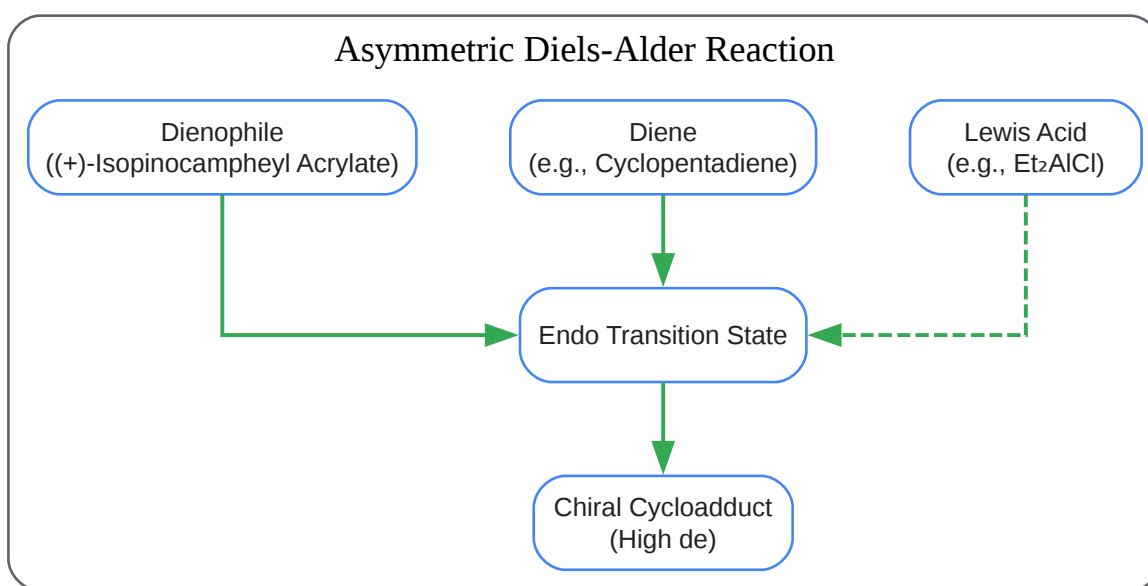 Asymmetric Diels-Alder Reaction
Dienophile
((+)-Isopinocampheyl Acrylate)
Diene
(e.g., Cyclopentadiene)
Lewis Acid
(e.g., Et₂AlCl)
Endo Transition State
Chiral Cycloadduct
(High de)